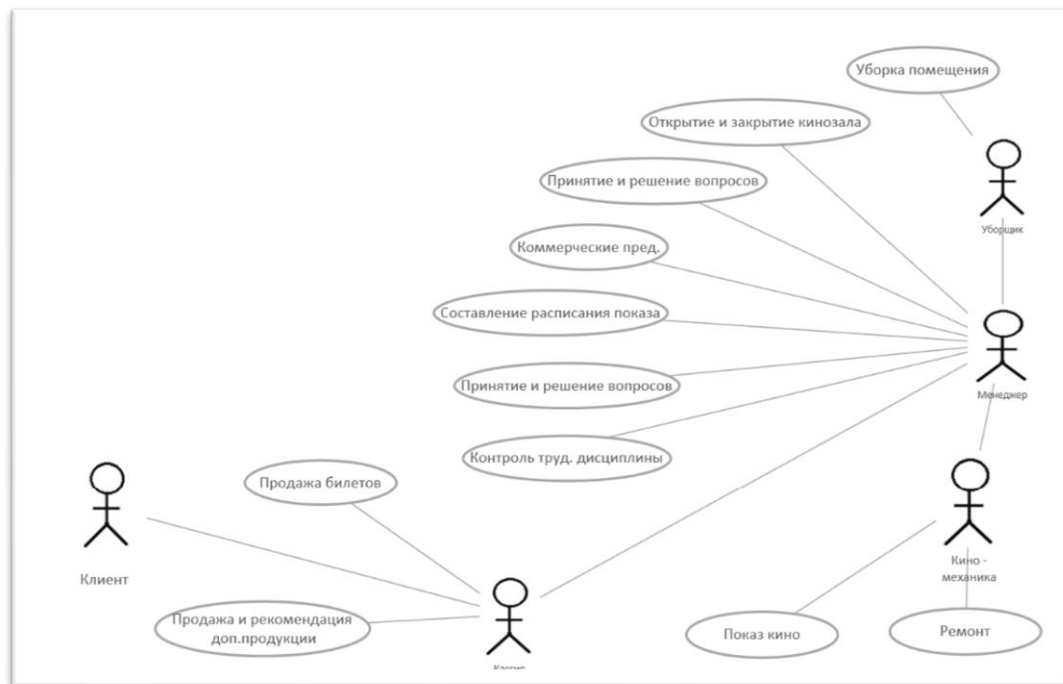 Уборка помещения
Открытие и закрытие кинозала
Принятие и решение вопросов
Уборщик
Коммерческие пред.
Составление расписания показа
Принятие и решение вопросов
Менеджер
Контроль труд. дисциплины
Продажа билетов
Клиент
Кино -
механика
Продажа и рекомендация
доп.продукции
Показ кино
Ремонт
Кассир